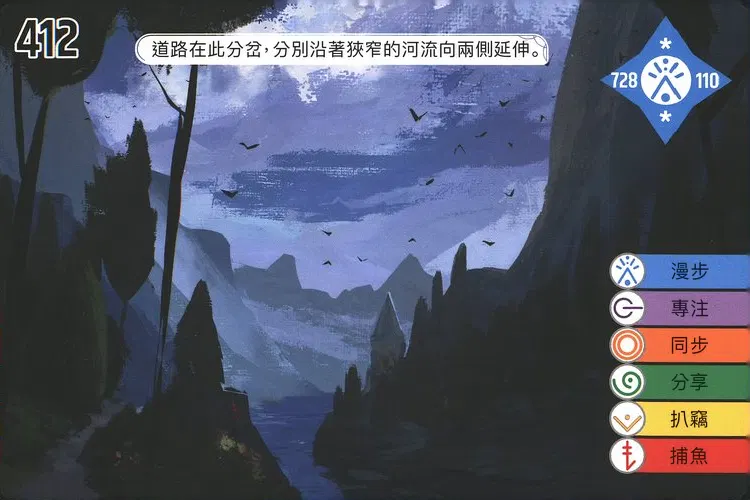 412
道路在此分岔，分別沿著狹窄的河流向兩側延伸。
*
728 110
*
漫步
專注
同步
分享
扒竊
捕魚